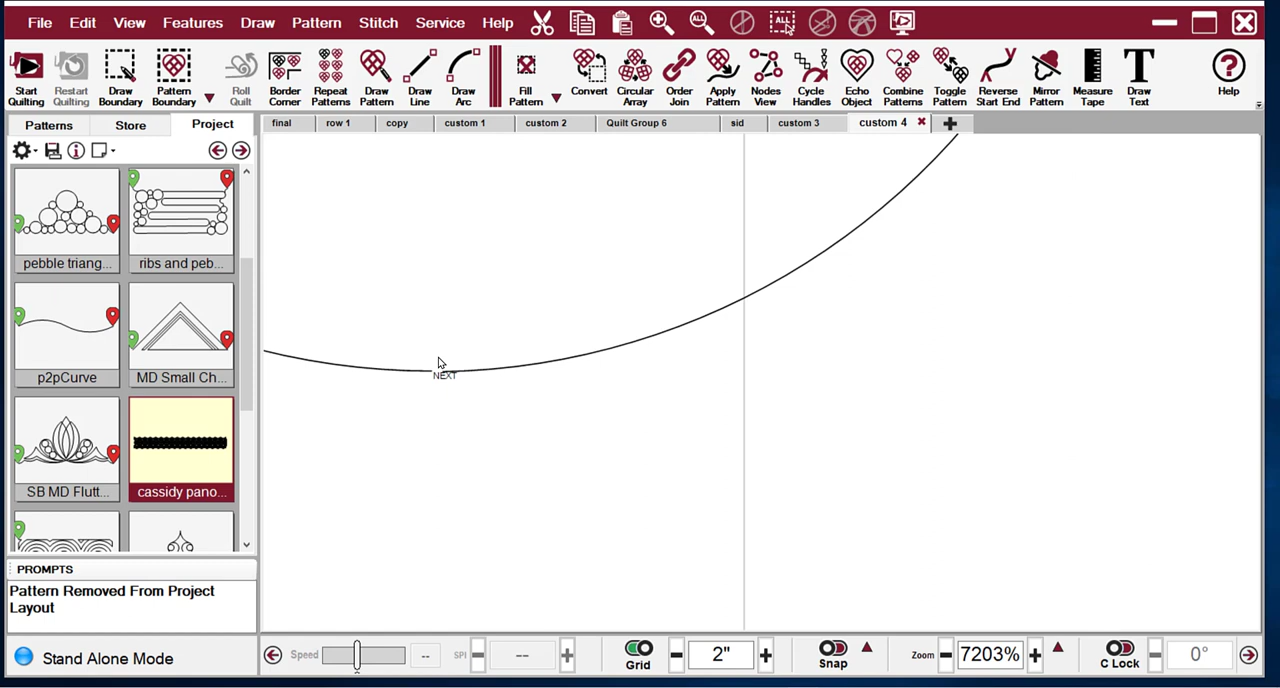 File Edit View Features Draw Pattern Stitch Service Help ALL ALL
Start Quilting
Restart Quilting
Draw Boundary
Pattern Boundary
Roll Quilt
Border Corner
Repeat Patterns
Draw Pattern
Draw Line
Draw Arc
Fill Pattern
Convert
Circular Array
Order Join
Apply Pattern
Nodes View
Cycle Handles
Echo Object
Combine Patterns
Toggle Pattern
Reverse Start End
Mirror Pattern
Measure Tape
T
Draw Text
?
Help
Patterns Store Project
final row 1 copy custom 1 custom 2 Quilt Group 6 sid custom 3 custom 4
pebble triang... ribs and peb...
p2pCurve MD Small Ch...
SB MD Flutt... cassidy pano...
NEXT
PROMPTS
Pattern Removed From Project
Layout
Stand Alone Mode
Speed -- SPI -- Grid 2" Snap Zoom 7203% C Lock 0°